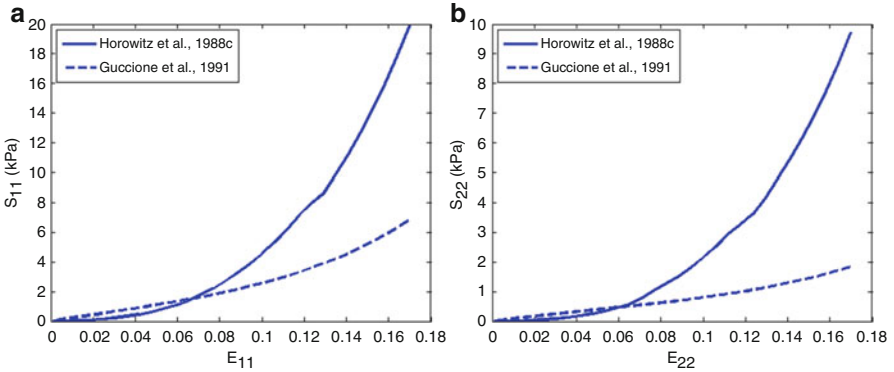 a
20
18
16
14
12
10
8
6
4
2
0
S11 (kPa)
Horowitz et al., 1988c
Guccione et al., 1991
0 0.02 0.04 0.06 0.08 0.1 0.12 0.14 0.16 0.18
E11
b
10
9
8
7
6
5
4
3
2
1
0
S22 (kPa)
Horowitz et al., 1988c
Guccione et al., 1991
0 0.02 0.04 0.06 0.08 0.1 0.12 0.14 0.16 0.18
E22